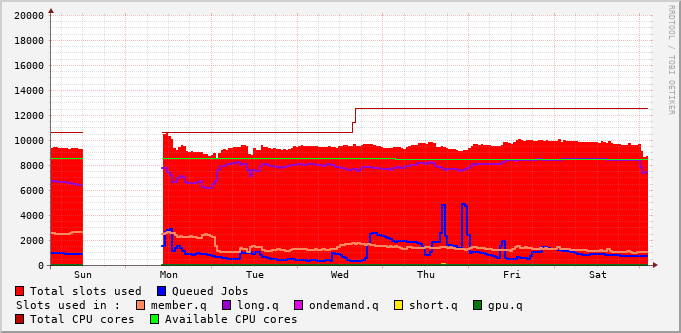 20000
18000
16000
14000
12000
10000
8000
6000
4000
2000
0
Sun Mon Tue Wed Thu Fri Sat
Total slots used Queued Jobs
Slots used in : member.q long.q ondemand.q short.q gpu.q
Total CPU cores Available CPU cores
RRDTOOL / TOBI OETIKER